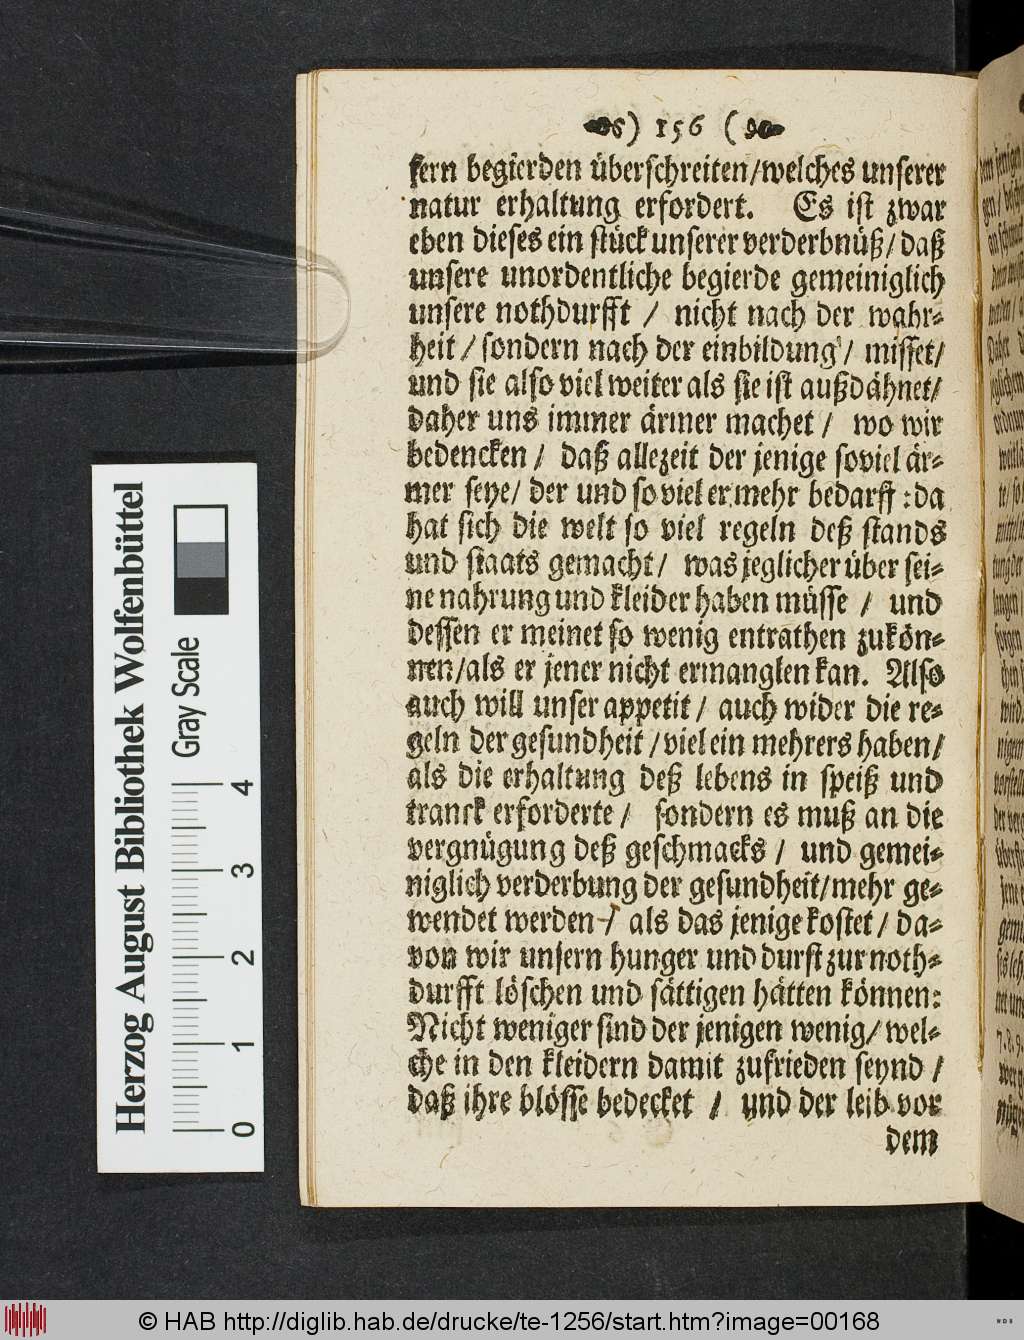 ) 156 (
kern begierden überschreiten/welches unserer
natur erhaltung erfordert. Es ist zwar
eben dieses ein stück unserer verderbnüß/ daß
unsere unordentliche begierde gemeiniglich
unsere nothdurfft / nicht nach der wahr-
heit / sondern nach der einbildung / misset/
und sie also viel weiter als sie ist außdähnet/
daher uns immer ärmer machet / wo wir
bedencken / daß allezeit der jenige soviel är-
mer seye/ der und so viel er mehr bedarff : da
hat sich die welt so viel regeln deß stands
und staats gemacht / was jeglicher über sei-
ne nahrung und kleider haben müsse / und
dessen er meinet so wenig entrathen zukön-
nen/als er jener nicht ermanglen kan. Also
auch will unser appetit / auch wider die re-
geln der gesundheit / viel ein mehrers haben/
als die erhaltung deß lebens in speiß und
tranck erforderte / sondern es muß an die
vergnügung deß geschmacks / und gemei-
niglich verderbung der gesundheit/mehr ge-
wendet werden / als das jenige kostet / da-
von wir unsern hunger und durst zur noth-
durfft löschen und sättigen hätten können:
Nicht weniger sind der jenigen wenig/ wel-
che in den kleidern damit zufrieden seynd /
daß ihre blösse bedecket / und der leib vor
dem
Herzog August Bibliothek Wolfenbüttel
Gray Scale
0 1 2 3 4
© HAB http://diglib.hab.de/drucke/te-1256/start.htm?image=00168